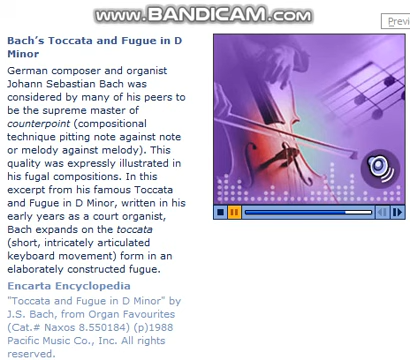 www.BANDICAM.com
Previ
Bach's Toccata and Fugue in D
Minor
German composer and organist
Johann Sebastian Bach was
considered by many of his peers to
be the supreme master of
counterpoint (compositional
technique pitting note against note
or melody against melody). This
quality was expressly illustrated in
his fugal compositions. In this
excerpt from his famous Toccata
and Fugue in D Minor, written in his
early years as a court organist,
Bach expands on the toccata
(short, intricately articulated
keyboard movement) form in an
elaborately constructed fugue.
Encarta Encyclopedia
"Toccata and Fugue in D Minor" by
J.S. Bach, from Organ Favourites
(Cat.# Naxos 8.550184) (p)1988
Pacific Music Co., Inc. All rights
reserved.